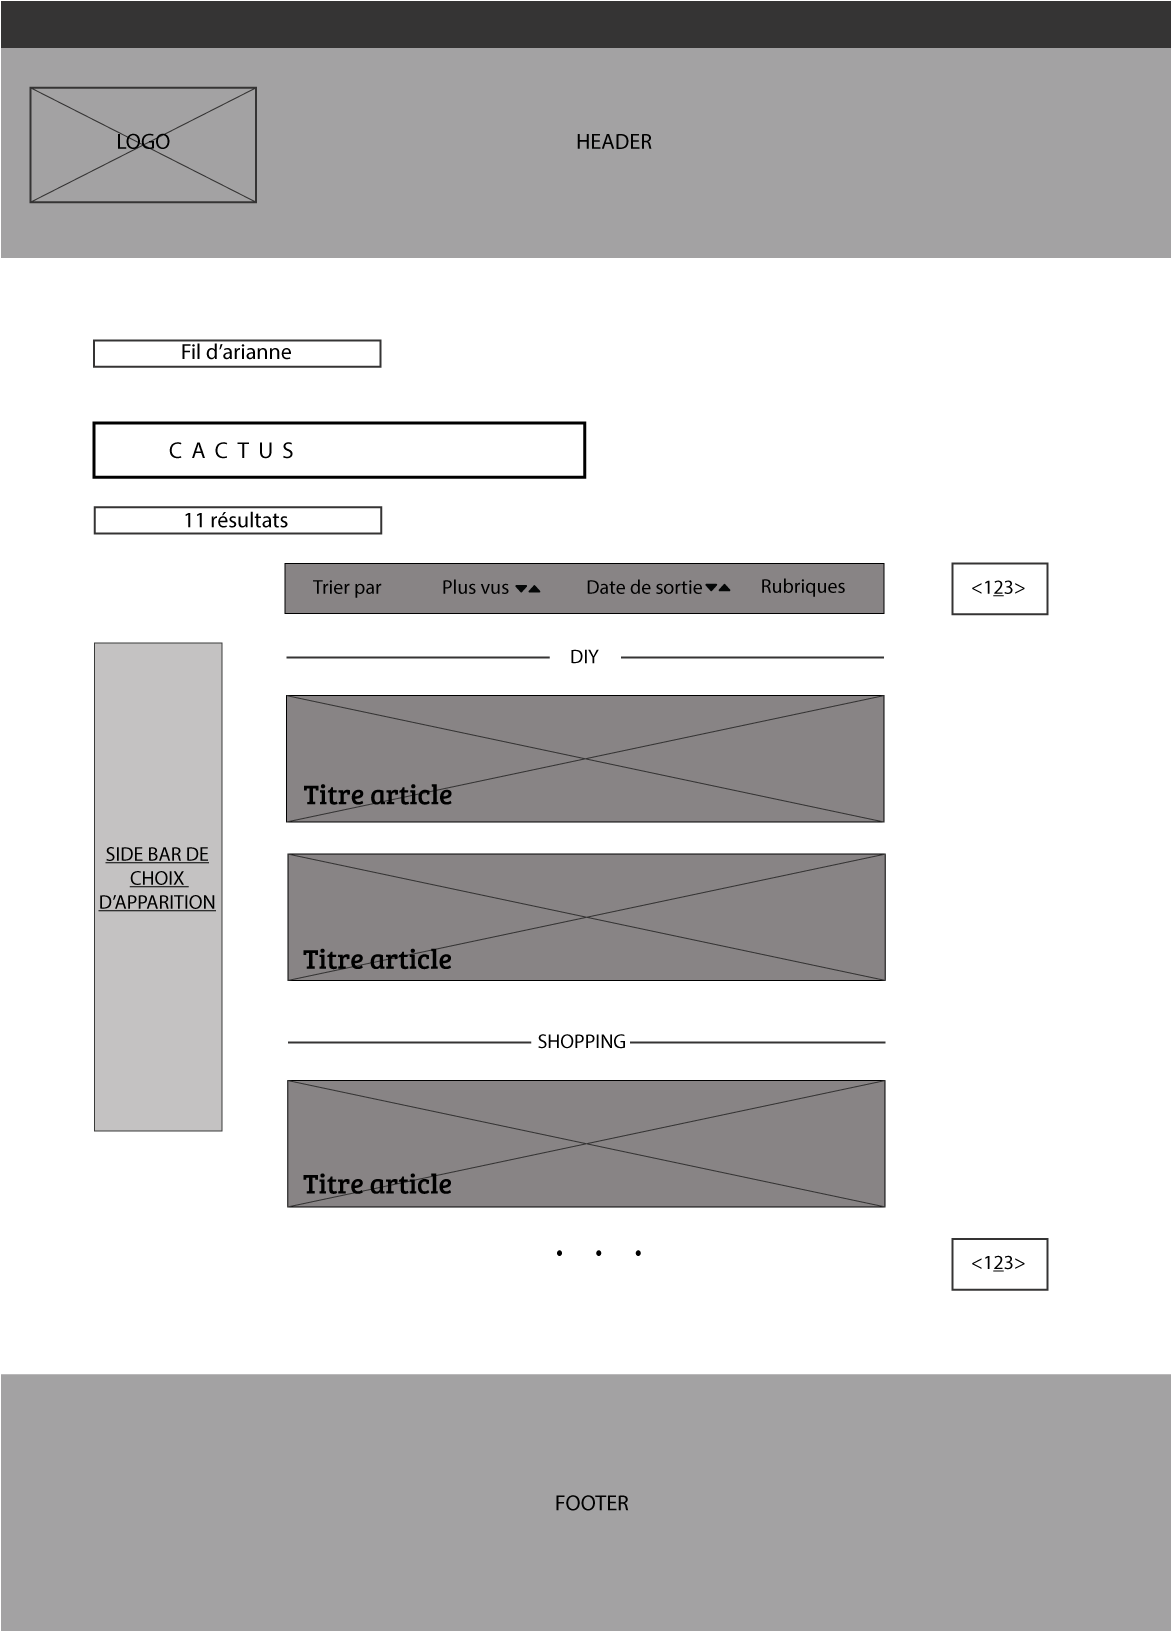 LOGO
HEADER
Fil d’arianne
C A C T U S
11 résultats
Trier par Plus vus Date de sortie Rubriques
<123>
DIY
Titre article
SIDE BAR DE
CHOIX
D’APPARITION
Titre article
SHOPPING
Titre article
. . .
<123>
FOOTER